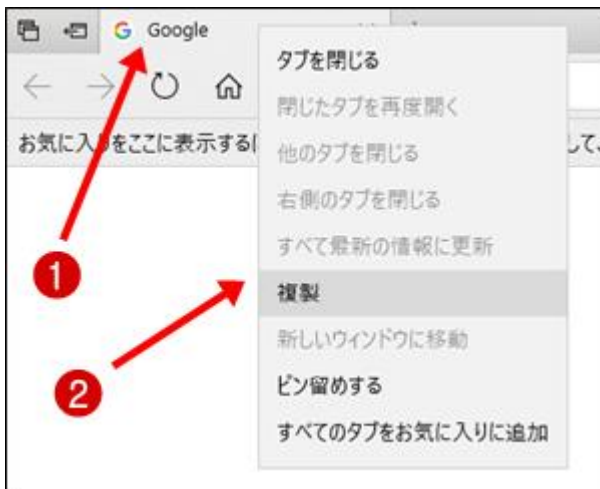 Google
タブを閉じる
閉じたタブを再度開く
お気に入りをここに表示する
して、
他のタブを閉じる
右側のタブを閉じる
すべて最新の情報に更新
1
複製
新しいウィンドウに移動
2
ピン留めする
すべてのタブをお気に入りに追加